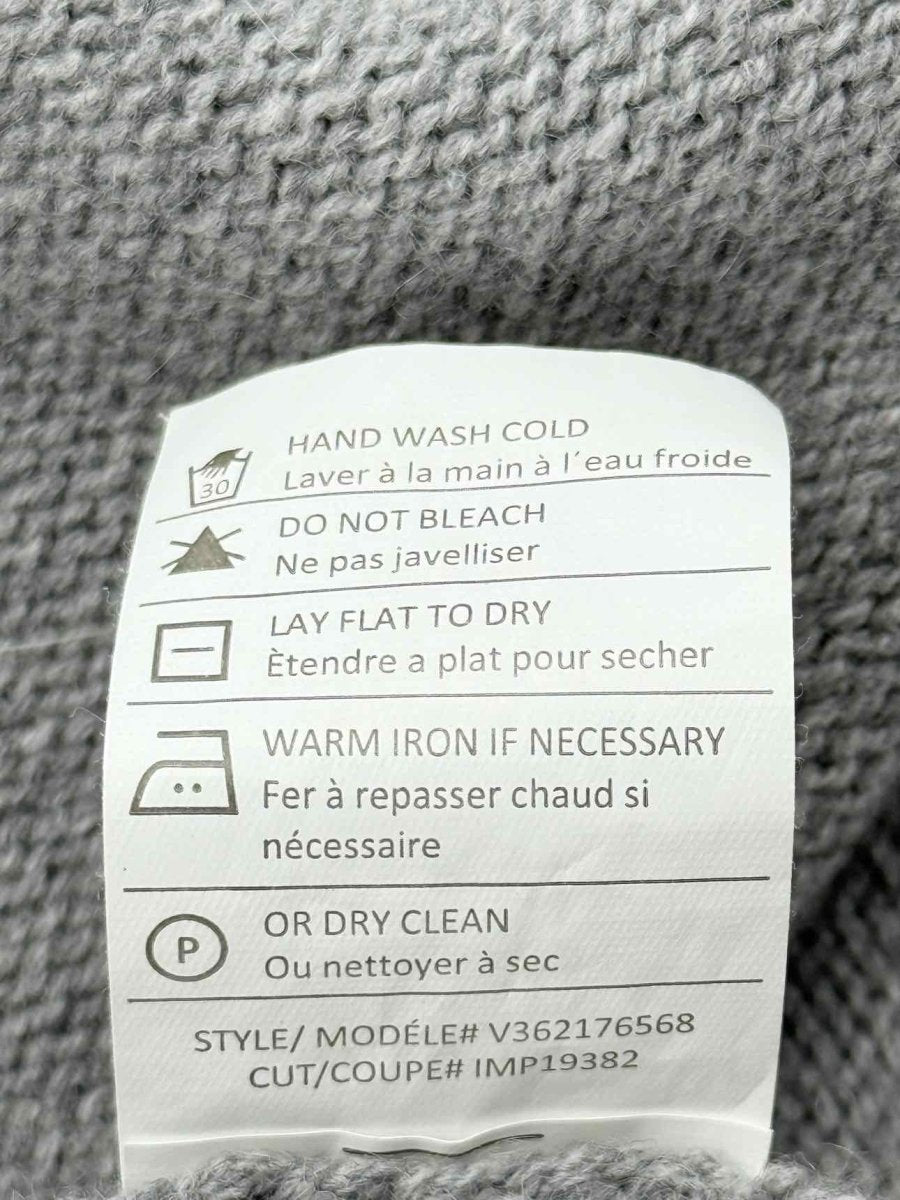 HAND WASH COLD
30
Laver à la main à l'eau froide
DO NOT BLEACH
Ne pas javelliser
LAY FLAT TO DRY
Ètendre a plat pour secher
WARM IRON IF NECESSARY
Fer à repasser chaud si
nécessaire
P
OR DRY CLEAN
Ou nettoyer à sec
STYLE/ MODÉLE# V362176568
CUT/COUPE# IMP19382